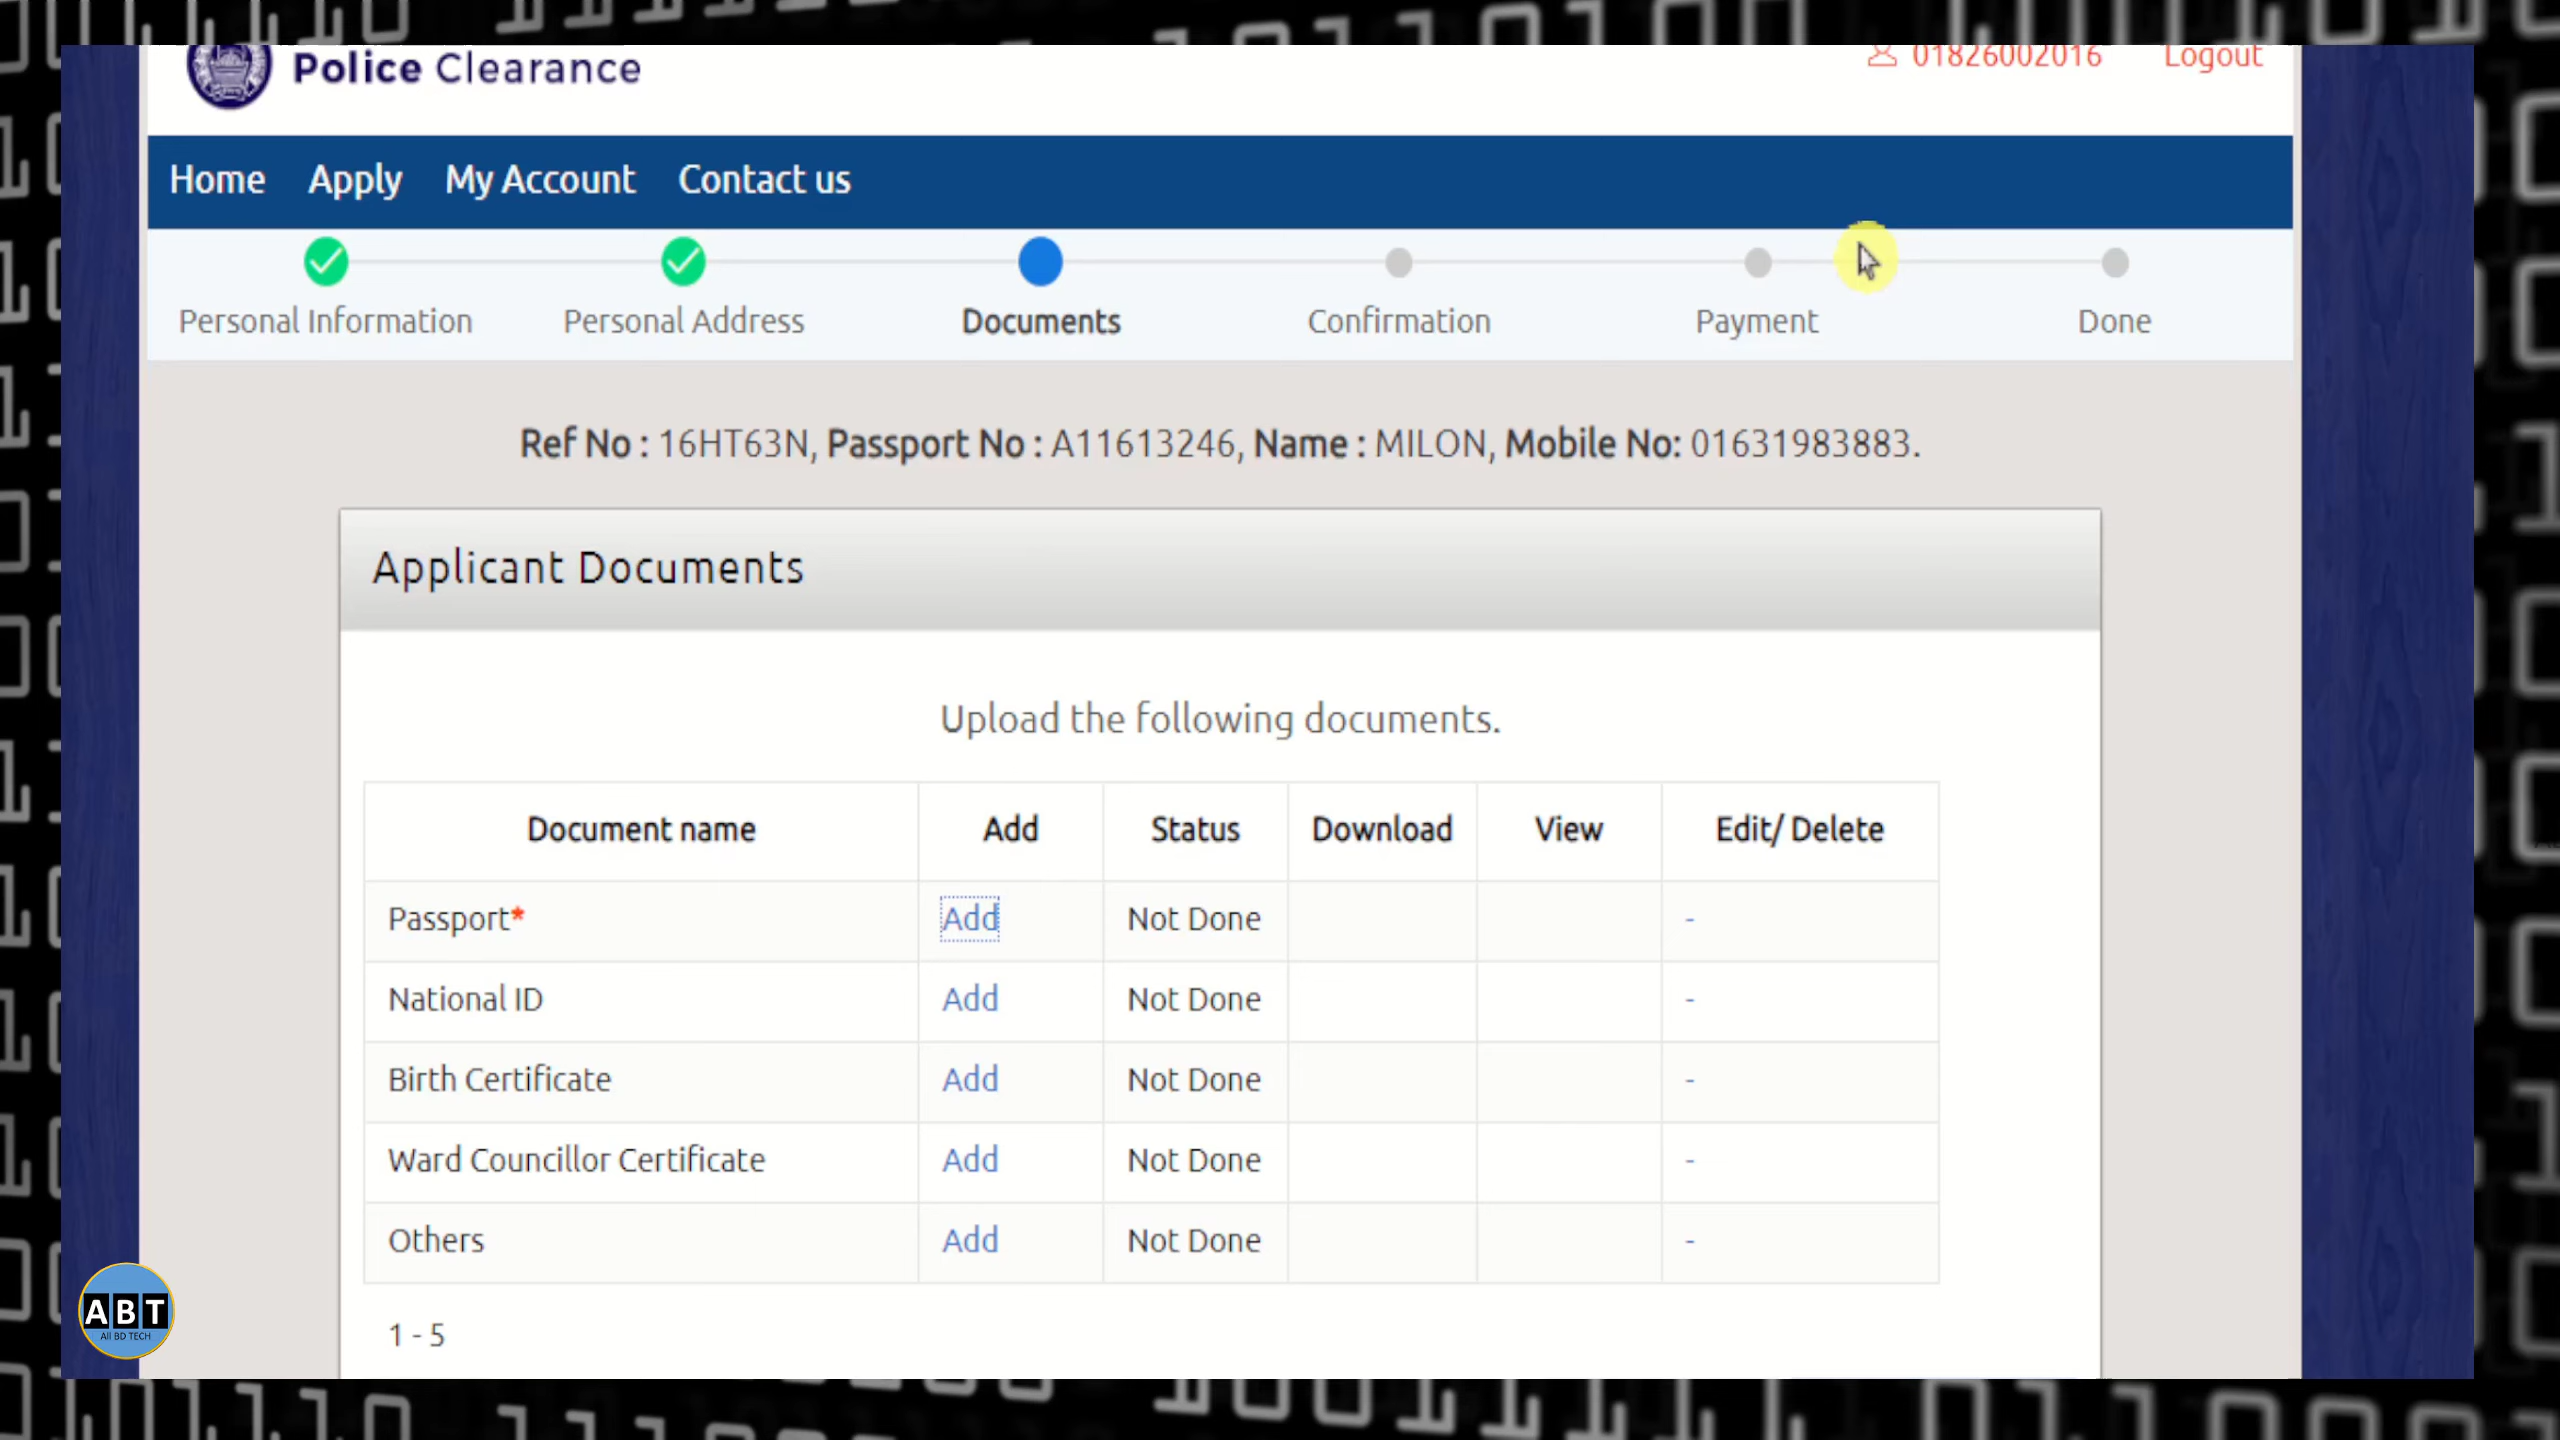 Police Clearance
01826002016 Logout
Home Apply My Account Contact us
Personal Information Personal Address Documents Confirmation Payment Done
Ref No : 16HT63N, Passport No : A11613246, Name : MILON, Mobile No: 01631983883.
Applicant Documents
Upload the following documents.
Document name Add Status Download View Edit/ Delete
Passport* Add Not Done -
National ID Add Not Done -
Birth Certificate Add Not Done -
Ward Councillor Certificate Add Not Done -
Others Add Not Done -
1 - 5
ABT
All BD TECH